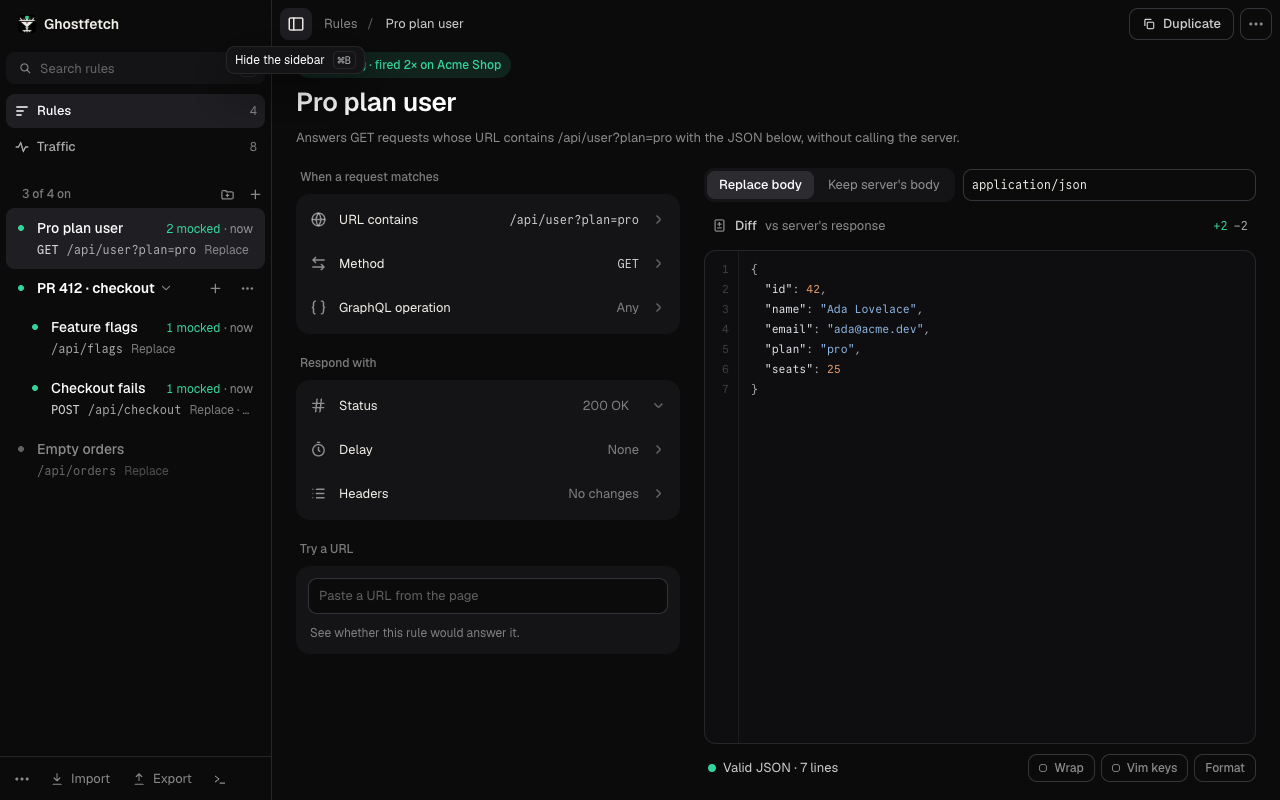 Ghostfetch
Rules / Pro plan user
Duplicate
Hide the sidebar ⌘B
Search rules
· fired 2× on Acme Shop
Rules 4
Traffic 8
3 of 4 on
Pro plan user 2 mocked · now
GET /api/user?plan=pro Replace
PR 412 · checkout
Feature flags 1 mocked · now
/api/flags Replace
Checkout fails 1 mocked · now
POST /api/checkout Replace · …
Empty orders
/api/orders Replace
Import Export
Pro plan user
Answers GET requests whose URL contains /api/user?plan=pro with the JSON below, without calling the server.
When a request matches
URL contains /api/user?plan=pro
Method GET
GraphQL operation Any
Respond with
Status 200 OK
Delay None
Headers No changes
Try a URL
Paste a URL from the page
See whether this rule would answer it.
Replace body Keep server's body application/json
Diff vs server's response +2 −2
1 {
2 "id": 42,
3 "name": "Ada Lovelace",
4 "email": "ada@acme.dev",
5 "plan": "pro",
6 "seats": 25
7 }
Valid JSON · 7 lines
Wrap Vim keys Format